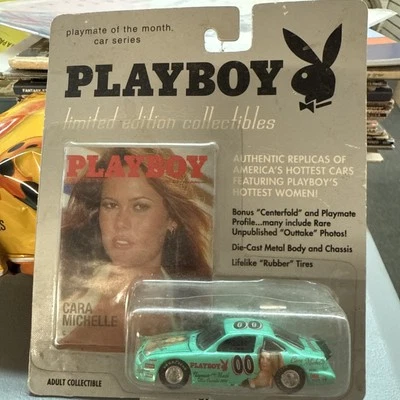 playmate of the month
car series
PLAYBOY
limited edition collectibles
PLAYBOY
CARA
MICHELLE
AUTHENTIC REPLICAS OF
AMERICA'S HOTTEST CARS
FEATURING PLAYBOY'S
HOTTEST WOMEN!
Bonus "Centerfold" and Playmate
Profile...many include Rare
Unpublished "Outtake" Photos!
Die-Cast Metal Body and Chassis
Lifelike "Rubber" Tires
00
PLAYBOY
00
ADULT COLLECTIBLE